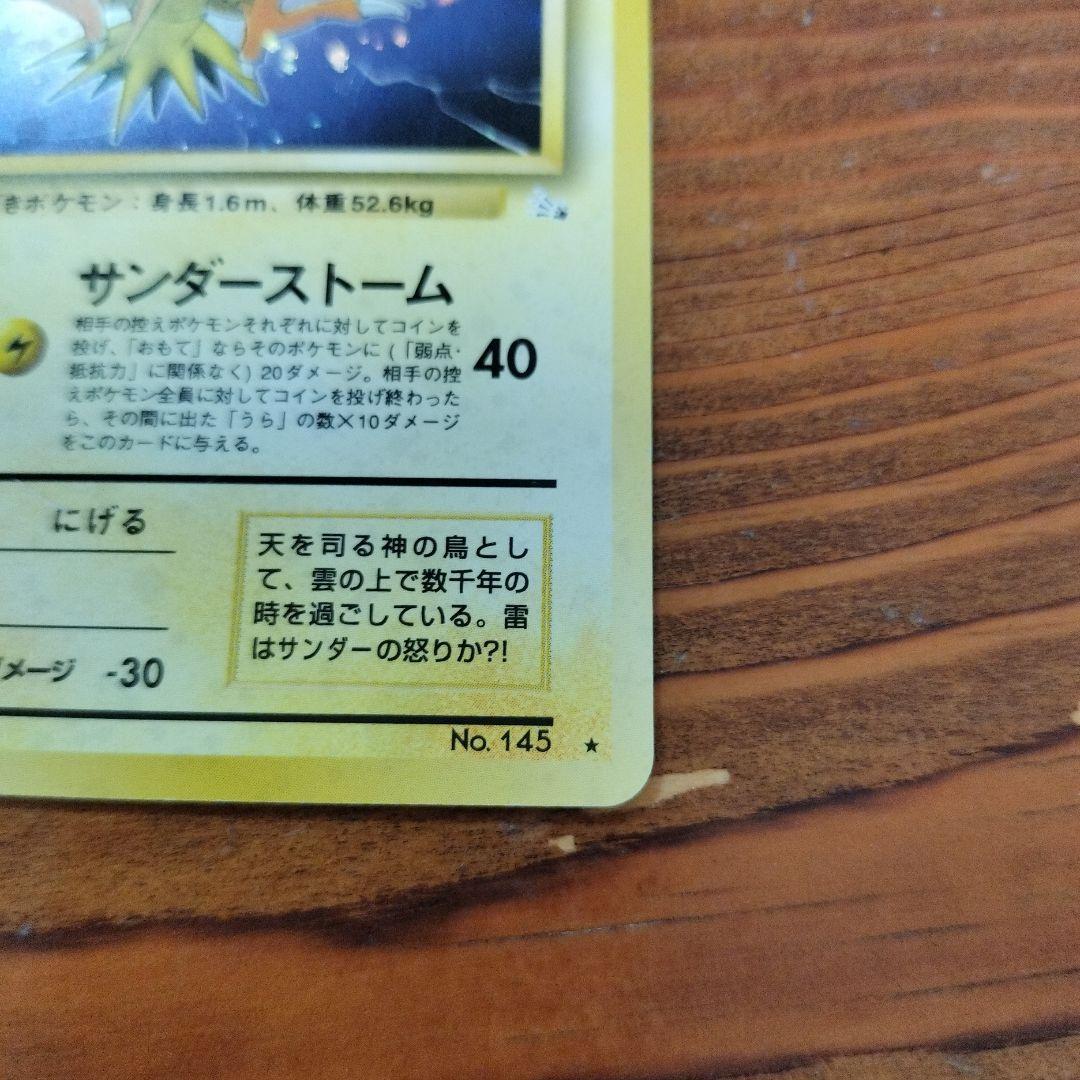 きポケモン：身長1.6m、体重52.6kg
サンダーストーム
相手の控えポケモンそれぞれに対してコインを
投げ、「おもて」ならそのポケモンに (「弱点・
抵抗力」に関係なく) 20ダメージ。相手の控
えポケモン全員に対してコインを投げ終わった
ら、その間に出た「うら」の数×10ダメージ
をこのカードに与える。
40
にげる
天を司る神の鳥とし
て、雲の上で数千年の
時を過ごしている。雷
はサンダーの怒りか?!
ダメージ -30
No. 145 ★